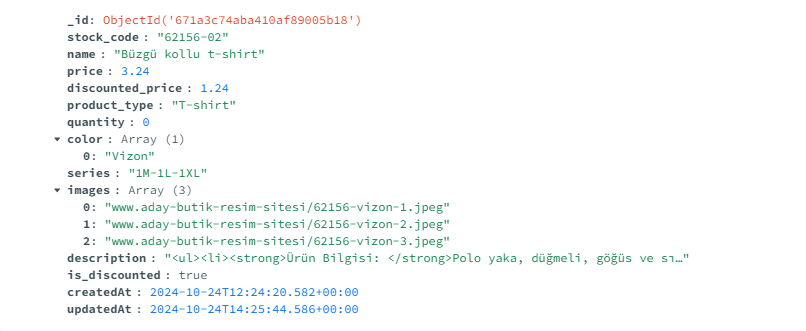 _id: ObjectId('671a3c74aba410af89005b18')
stock_code : "62156-02"
name : "Büzgü kollu t-shirt"
price : 3.24
discounted_price : 1.24
product_type : "T-shirt"
quantity : 0
color : Array (1)
0: "Vizon"
series : "1M-1L-1XL"
images : Array (3)
0: "www.aday-butik-resim-sitesi/62156-vizon-1.jpeg"
1: "www.aday-butik-resim-sitesi/62156-vizon-2.jpeg"
2: "www.aday-butik-resim-sitesi/62156-vizon-3.jpeg"
description : "<ul><li><strong>Ürün Bilgisi: </strong>Polo yaka, düğmeli, göğüs ve sı…"
is_discounted : true
createdAt : 2024-10-24T12:24:20.582+00:00
updatedAt : 2024-10-24T14:25:44.586+00:00